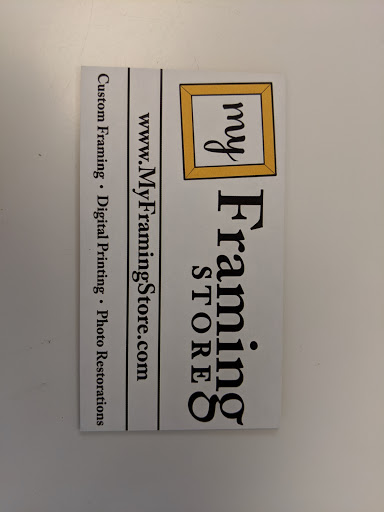 my Framing
STORE
www.MyFramingStore.com
Custom Framing • Digital Printing • Photo Restorations